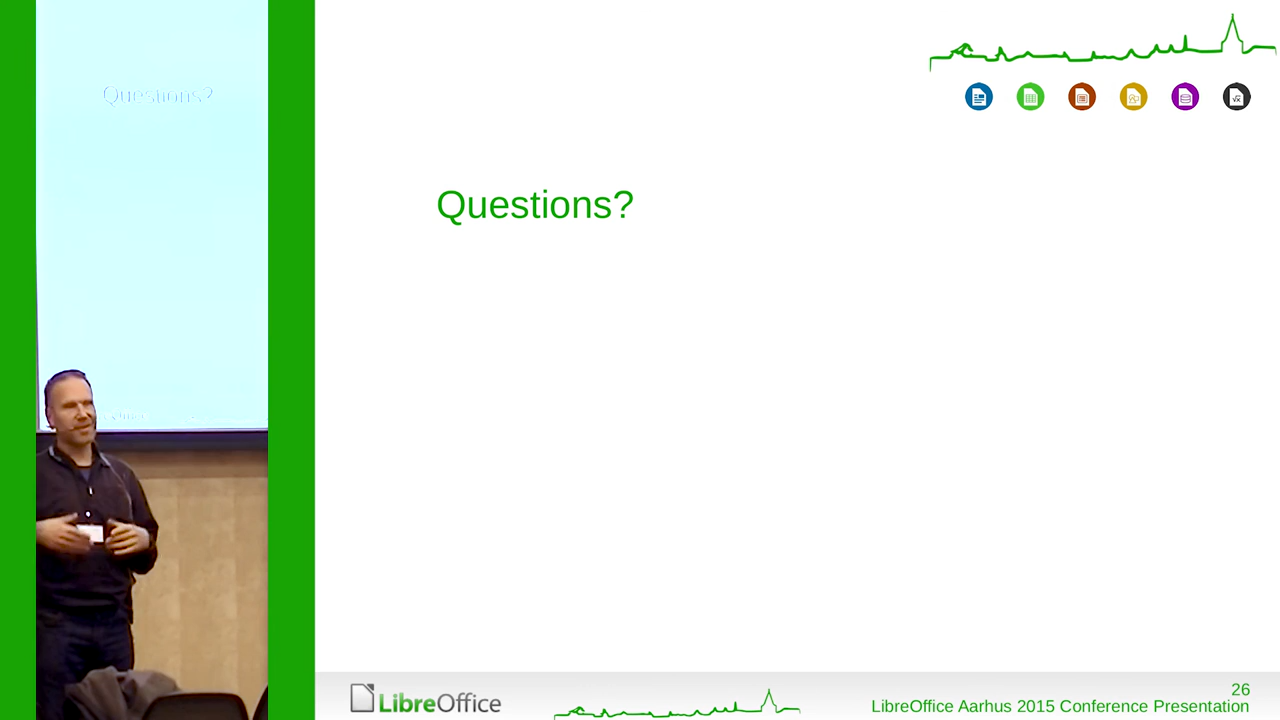 Questions?
Questions?
LibreOffice
26
LibreOffice Aarhus 2015 Conference Presentation